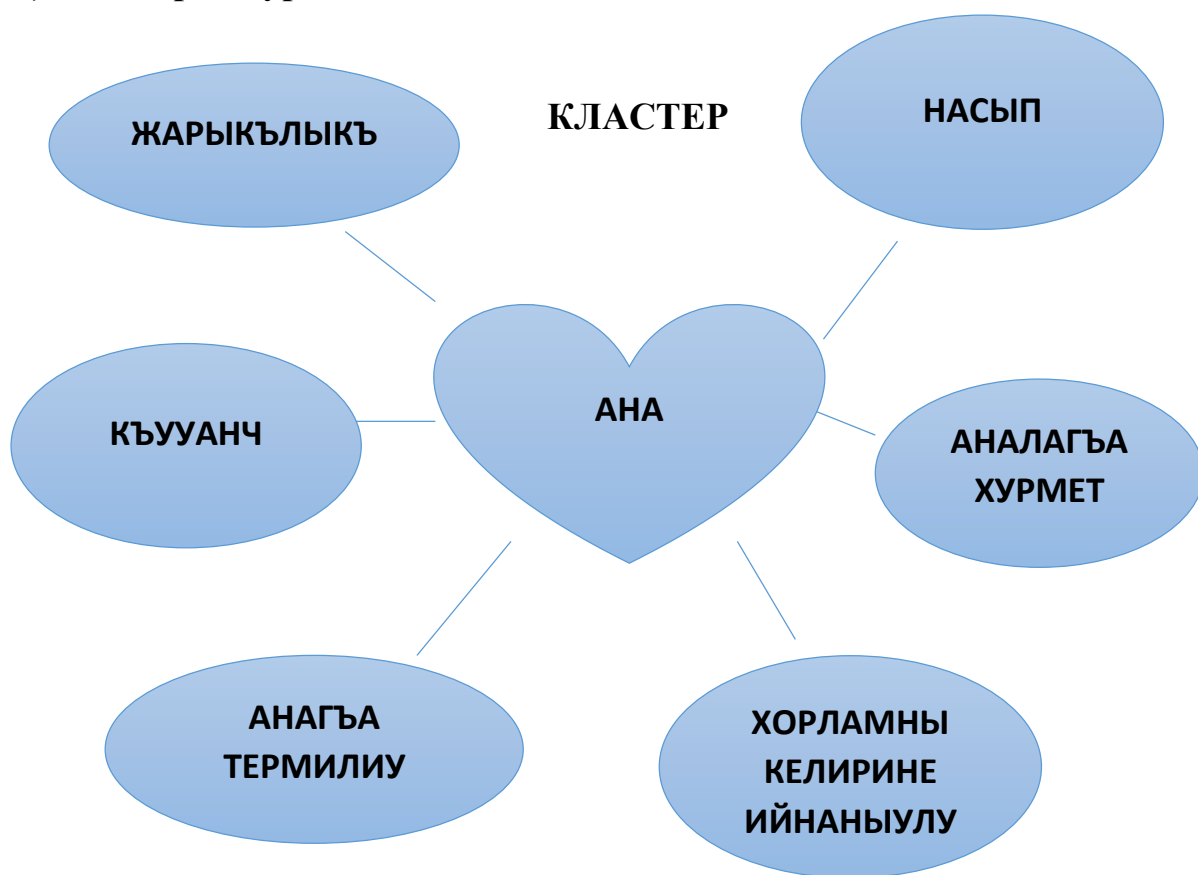 КЛАСТЕР
ЖАРЫКЪЛЫКЪ
НАСЫП
АНА
КЪУУАНЧ
АНАЛАГЪА
ХУРМЕТ
АНАГЪА
ТЕРМИЛИУ
ХОРЛАМНЫ
КЕЛИРИНЕ
ИЙНАНЫУЛУ